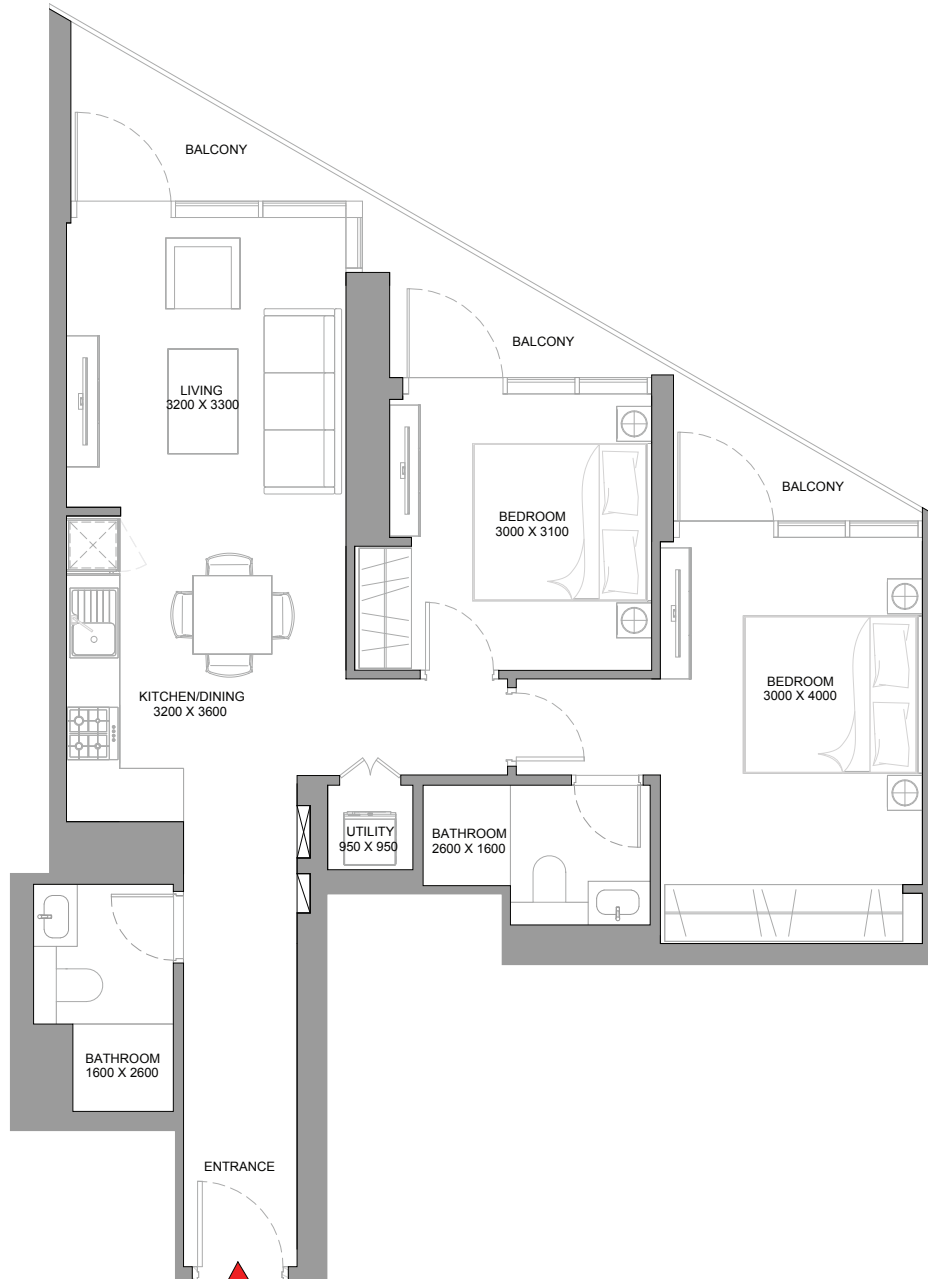 BALCONY
BALCONY
LIVING
3200 X 3300
BALCONY
BEDROOM
3000 X 3100
BEDROOM
3000 X 4000
KITCHEN/DINING
3200 X 3600
UTILITY
950 X 950
BATHROOM
2600 X 1600
BATHROOM
1600 X 2600
ENTRANCE